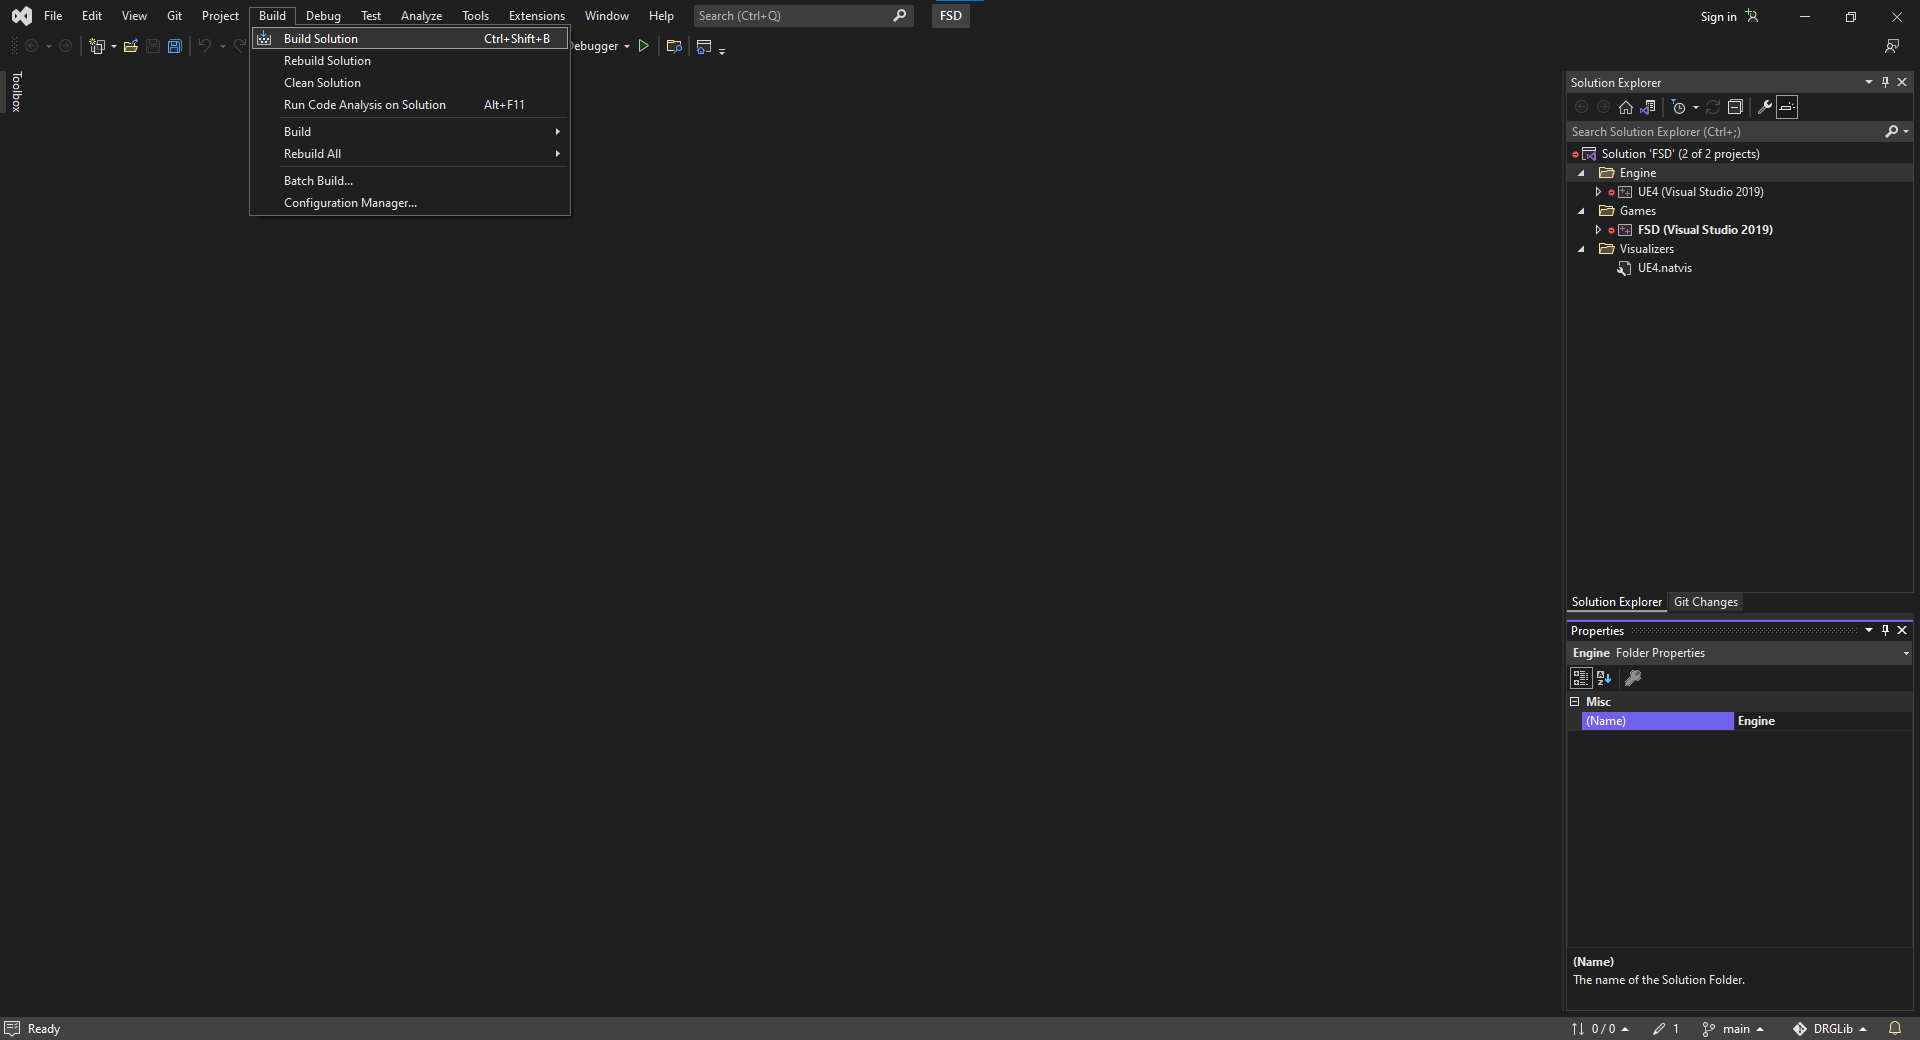 File Edit View Git Project Build Debug Test Analyze Tools Extensions Window Help Search (Ctrl+Q) FSD Sign in
Build Solution Ctrl+Shift+B
ebugger
Rebuild Solution
Clean Solution
Run Code Analysis on Solution Alt+F11
Build
Rebuild All
Batch Build...
Configuration Manager...
Toolbox
Solution Explorer
Search Solution Explorer (Ctrl+;)
Solution 'FSD' (2 of 2 projects)
Engine
UE4 (Visual Studio 2019)
Games
FSD (Visual Studio 2019)
Visualizers
UE4.natvis
Solution Explorer Git Changes
Properties
Engine Folder Properties
Misc
(Name) Engine
(Name)
The name of the Solution Folder.
Ready 0 / 0 1 main DRGLib